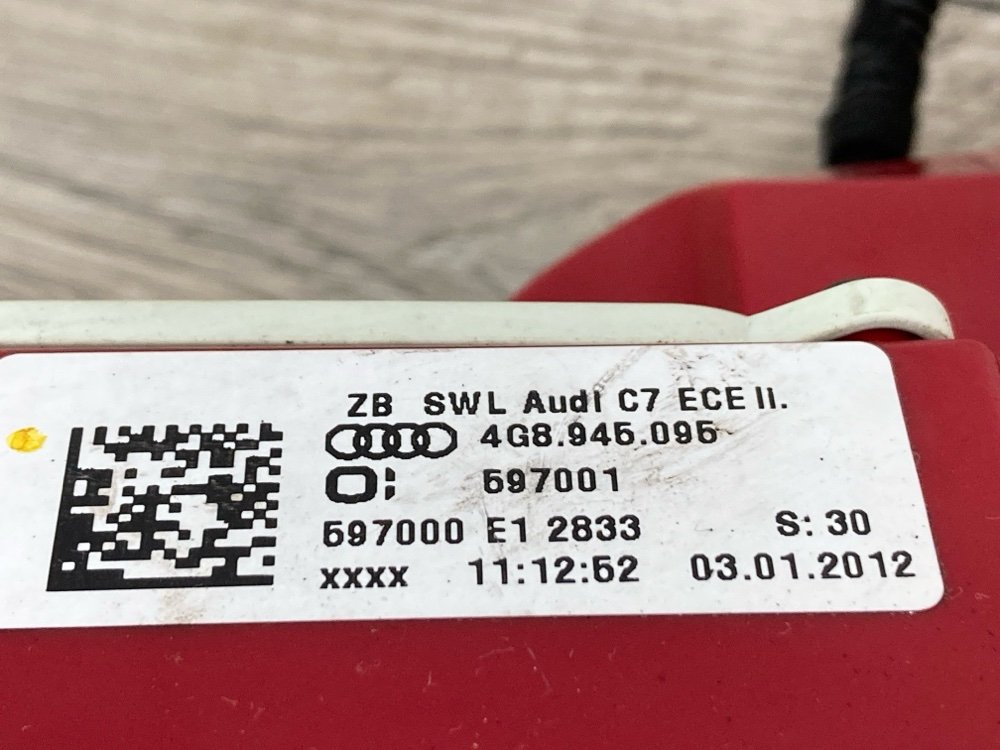 ZB SWL Audi C7 ECE li.
4G8.945.095
597001
597000 E1 2833 S: 30
xxxx 11:12:52 03.01.2012